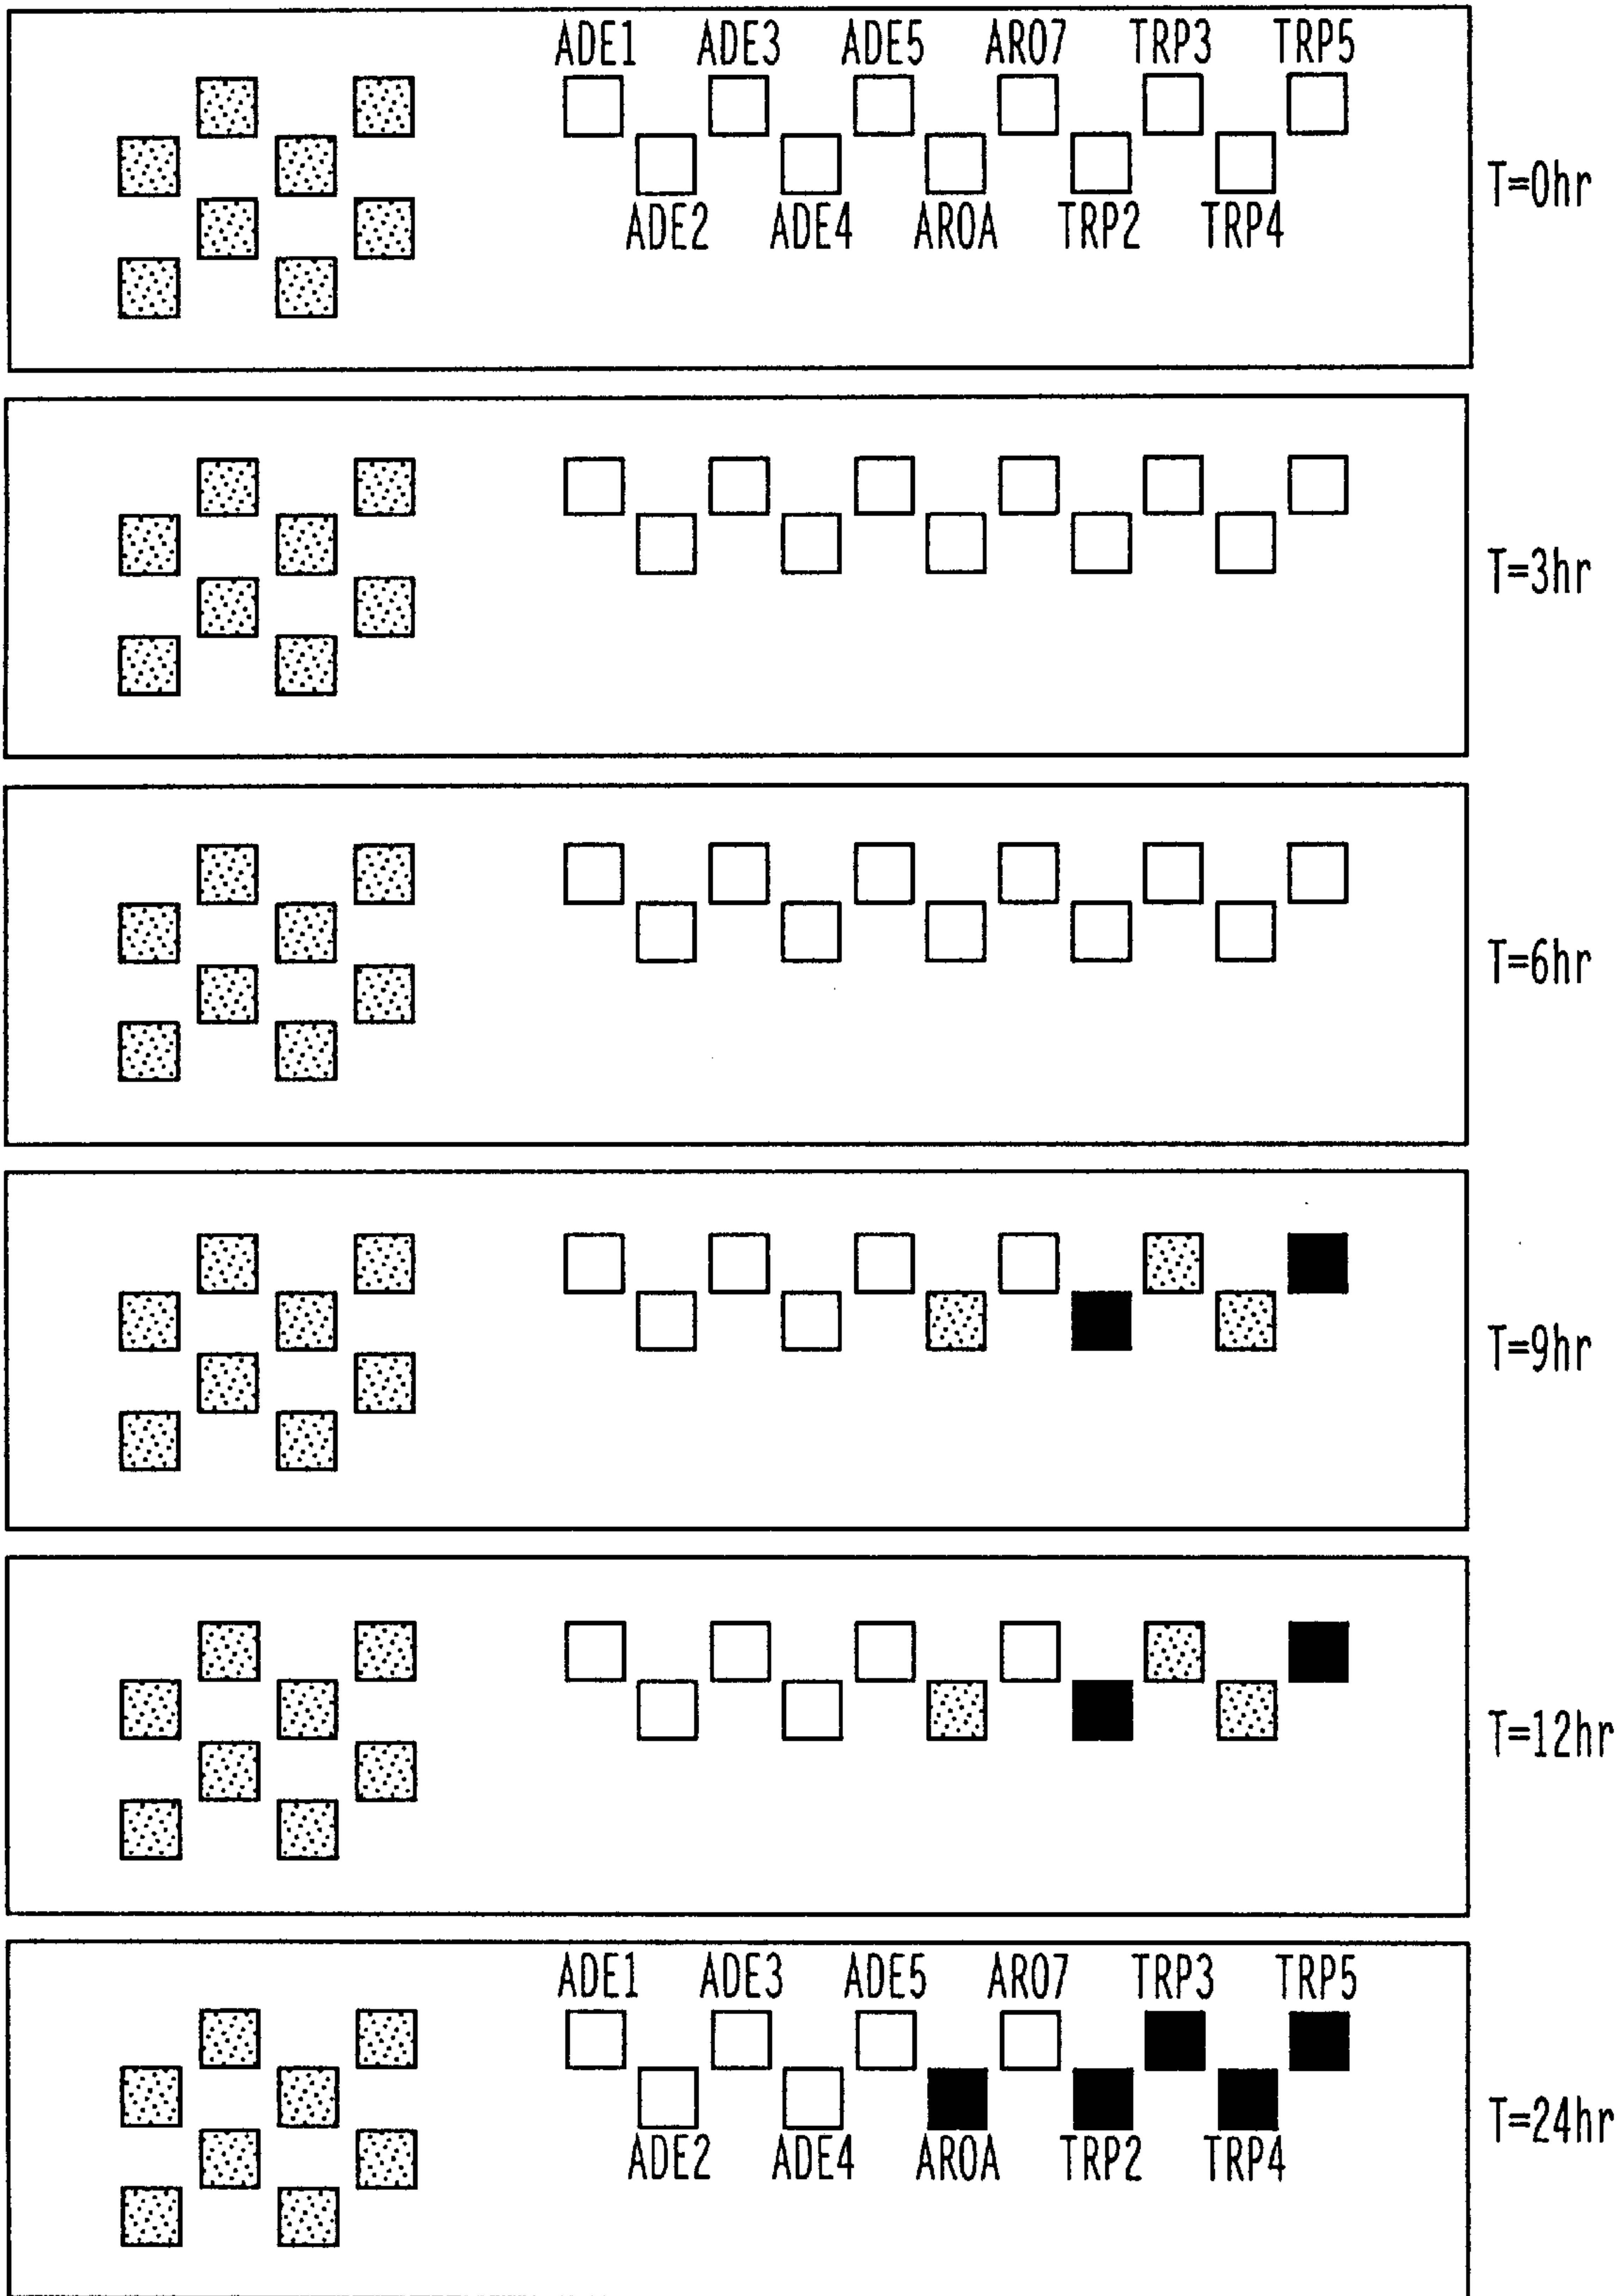 ADE1 ADE3 ADE5 ARO7 TRP3 TRP5
ADE2 ADE4 AROA TRP2 TRP4
T=0hr
T=3hr
T=6hr
T=9hr
T=12hr
ADE1 ADE3 ADE5 ARO7 TRP3 TRP5
ADE2 ADE4 AROA TRP2 TRP4
T=24hr